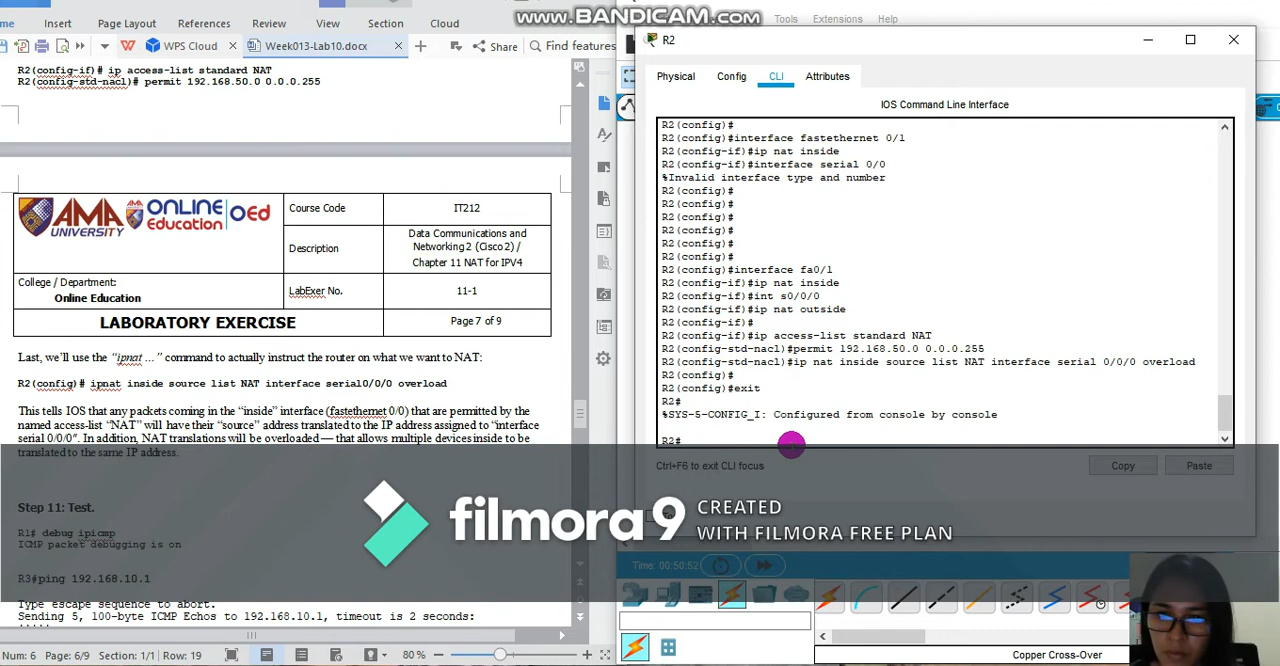 www.BANDICAM.com
Insert Page Layout References Review View Section Cloud
WPS Cloud Week013-Lab10.docx Share Find features
R2(config-if)# ip access-list standard NAT
R2(config-std-nacl)# permit 192.168.50.0 0.0.0.255
AMA UNIVERSITY
ONLINE Education OEd
Course Code IT212
Description
Data Communications and
Networking 2 (Cisco 2) /
Chapter 11 NAT for IPV4
College / Department:
Online Education
LabExer No. 11-1
LABORATORY EXERCISE Page 7 of 9
Last, we'll use the “ipnat ...” command to actually instruct the router on what we want to NAT:
R2(config)# ipnat inside source list NAT interface serial0/0/0 overload
This tells IOS that any packets coming in the “inside” interface (fastethernet 0/0) that are permitted by the
named access-list “NAT” will have their “source” address translated to the IP address assigned to “interface
serial 0/0/0”. In addition, NAT translations will be overloaded — that allows multiple devices inside to be
translated to the same IP address.
Step 11: Test.
R1# debug ipicmp
ICMP packet debugging is on
R3#ping 192.168.10.1
Type escape sequence to abort.
Sending 5, 100-byte ICMP Echos to 192.168.10.1, timeout is 2 seconds:
!!!!!
Num: 6 Page: 6/9 Section: 1/1 Row: 19 80 %
Tools Extensions Help
R2
Physical Config CLI Attributes
IOS Command Line Interface
R2(config)#
R2(config)#interface fastethernet 0/1
R2(config-if)#ip nat inside
R2(config-if)#interface serial 0/0
%Invalid interface type and number
R2(config)#
R2(config)#
R2(config)#
R2(config)#
R2(config)#
R2(config)#
R2(config)#interface fa0/1
R2(config-if)#ip nat inside
R2(config-if)#int s0/0/0
R2(config-if)#ip nat outside
R2(config-if)#
R2(config-if)#ip access-list standard NAT
R2(config-std-nacl)#permit 192.168.50.0 0.0.0.255
R2(config-std-nacl)#ip nat inside source list NAT interface serial 0/0/0 overload
R2(config)#
R2(config)#exit
R2#
%SYS-5-CONFIG_I: Configured from console by console
R2#
Ctrl+F6 to exit CLI focus
Copy Paste
filmora9
CREATED
WITH FILMORA FREE PLAN
Time: 00:50:52
Copper Cross-Over